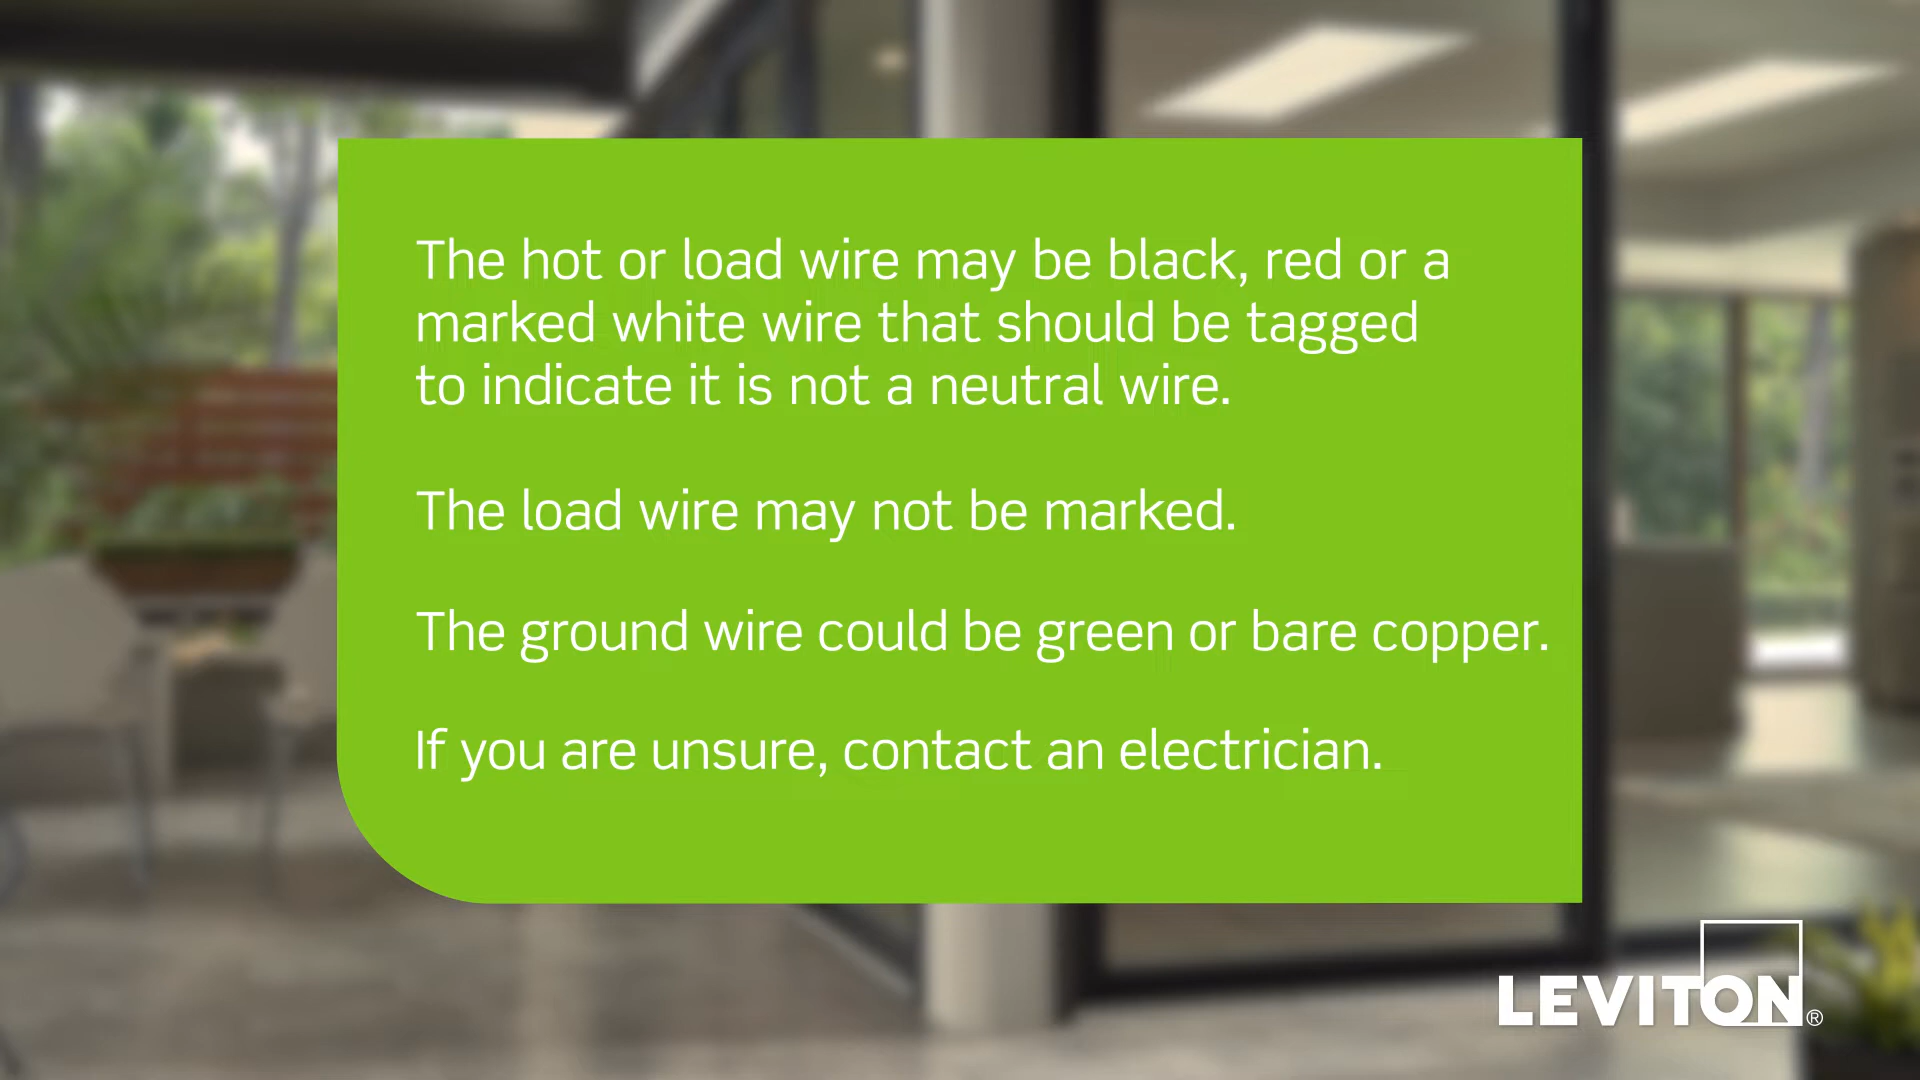 The hot or load wire may be black, red or a
marked white wire that should be tagged
to indicate it is not a neutral wire.
The load wire may not be marked.
The ground wire could be green or bare copper.
If you are unsure, contact an electrician.
LEVITON®